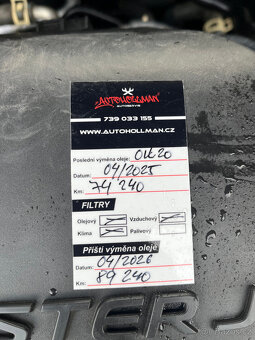 AUTOHOLLMAN
AUTOSERVIS
739 033 155
WWW.AUTOHOLLMAN.CZ
Poslední výměna oleje:
Datum: 04/2025
Km: 74 240
FILTRY
Olejový Vzduchový
Klima Palivový
Příští výměna oleje
Datum: 04/2026
Km: 89 240
STER J